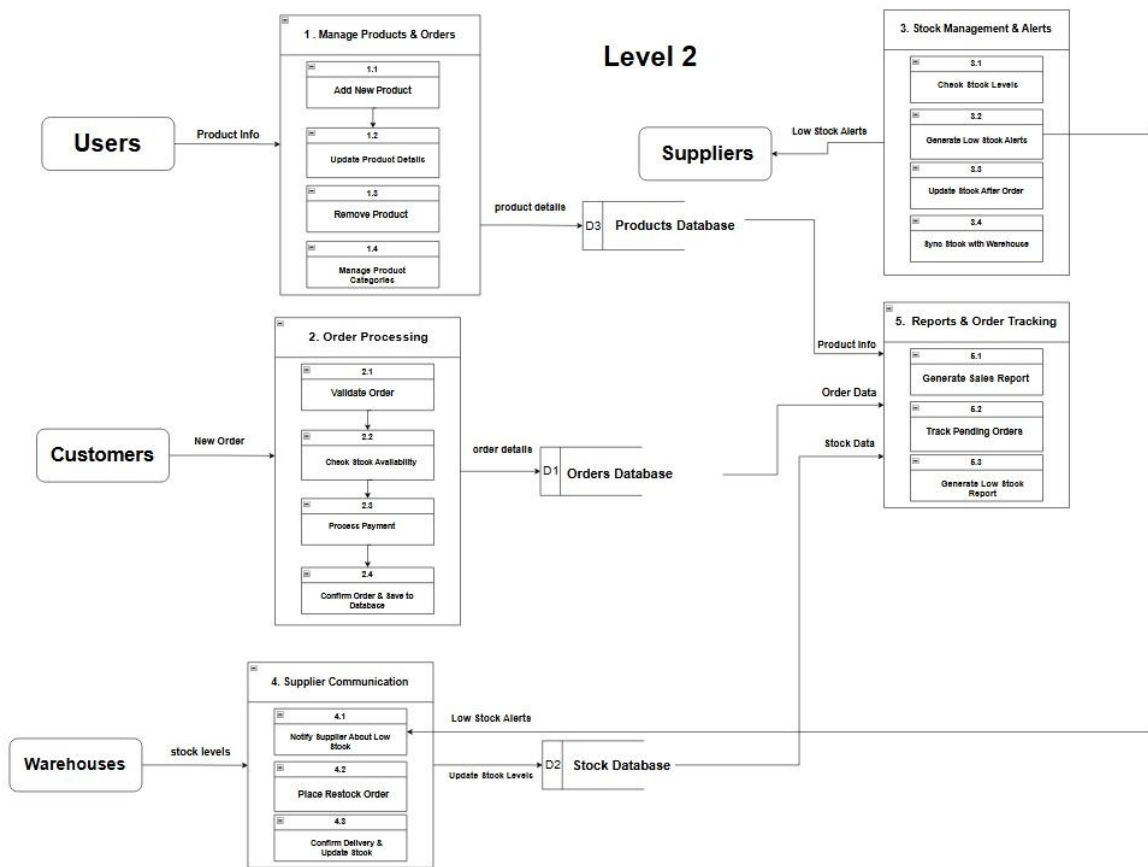 Level 2
1 . Manage Products & Orders
1.1
Add New Product
1.2
Update Product Details
1.3
Remove Product
1.4
Manage Product
Categories
Users
Product Info
product details
D3
Products Database
Suppliers
Low Stock Alerts
3. Stock Management & Alerts
3.1
Check Stock Levels
3.2
Generate Low Stock Alerts
3.3
Update Stock After Order
3.4
Sync Stock with Warehouse
2. Order Processing
2.1
Validate Order
2.2
Check Stock Availability
2.3
Process Payment
2.4
Confirm Order & Save to
Database
Customers
New Order
order details
D1
Orders Database
Product Info
Order Data
Stock Data
5. Reports & Order Tracking
5.1
Generate Sales Report
5.2
Track Pending Orders
5.3
Generate Low Stock
Report
4. Supplier Communication
4.1
Notify Supplier About Low
Stock
4.2
Place Restock Order
4.3
Confirm Delivery &
Update Stock
Warehouses
stock levels
Low Stock Alerts
Update Stock Levels
D2
Stock Database